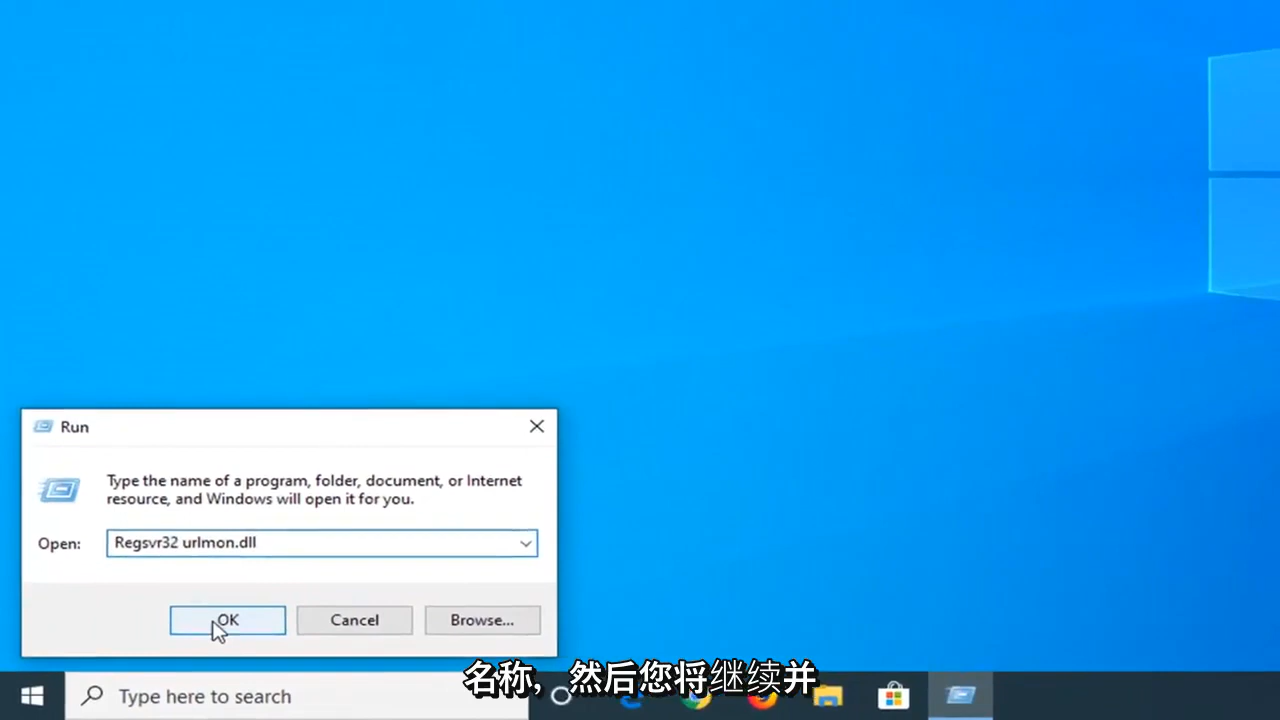 Run
Type the name of a program, folder, document, or Internet
resource, and Windows will open it for you.
Open:
Regsvr32 urlmon.dll
OK
Cancel
Browse...
名称，然后您将继续并
Type here to search